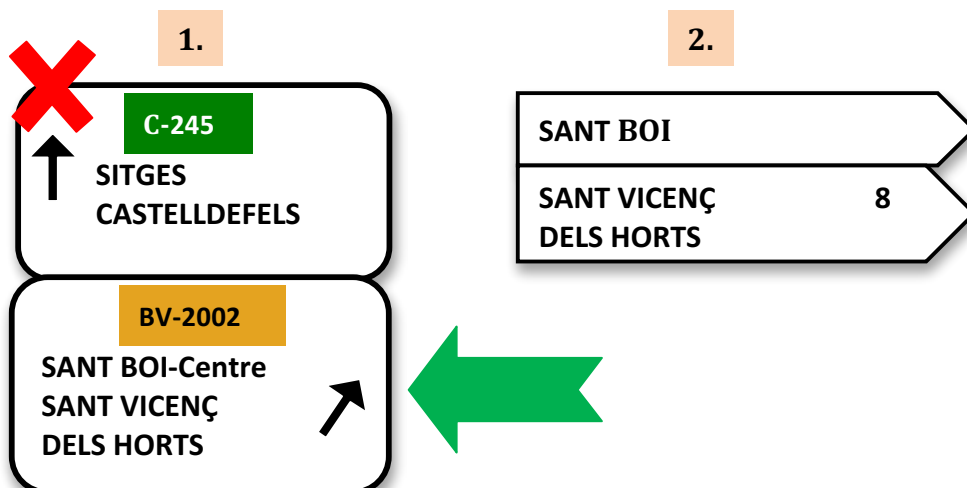 1.
C-245
SITGES
CASTELLDEFELS
BV-2002
SANT BOI-Centre
SANT VICENÇ
DELS HORTS
2.
SANT BOI
SANT VICENÇ 8
DELS HORTS